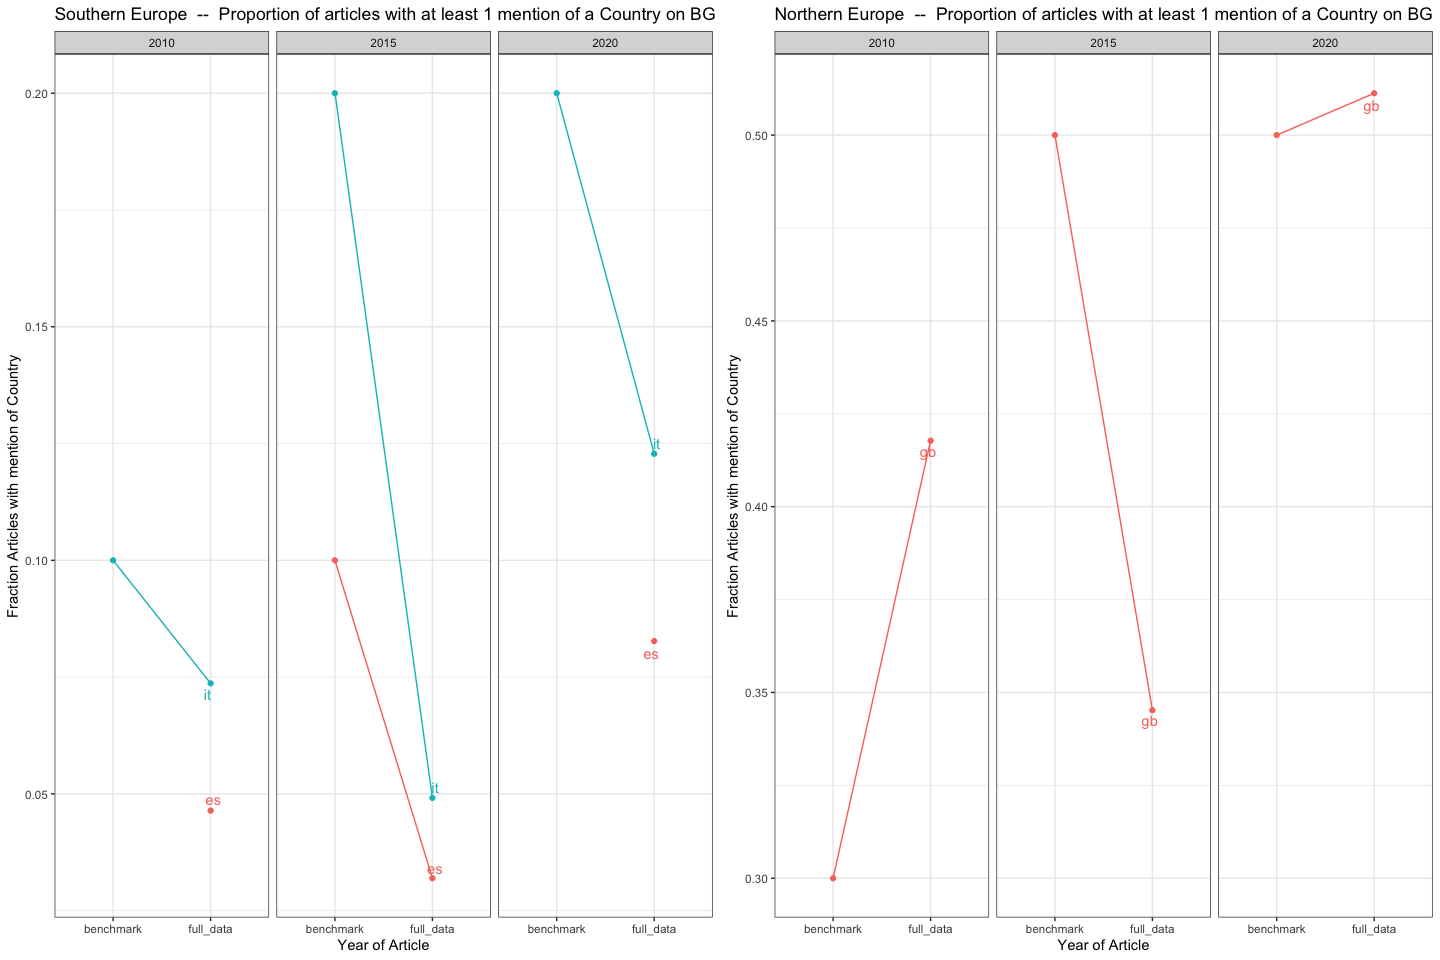 Southern Europe -- Proportion of articles with at least 1 mention of a Country on BG
2010 2015 2020
Fraction Articles with mention of Country
0.20
0.15
0.10
0.05
it
es
it
es
it
es
benchmark full_data benchmark full_data benchmark full_data
Year of Article
Northern Europe -- Proportion of articles with at least 1 mention of a Country on BG
2010 2015 2020
Fraction Articles with mention of Country
0.50
0.45
0.40
0.35
0.30
gb
gb
gb
benchmark full_data benchmark full_data benchmark full_data
Year of Article